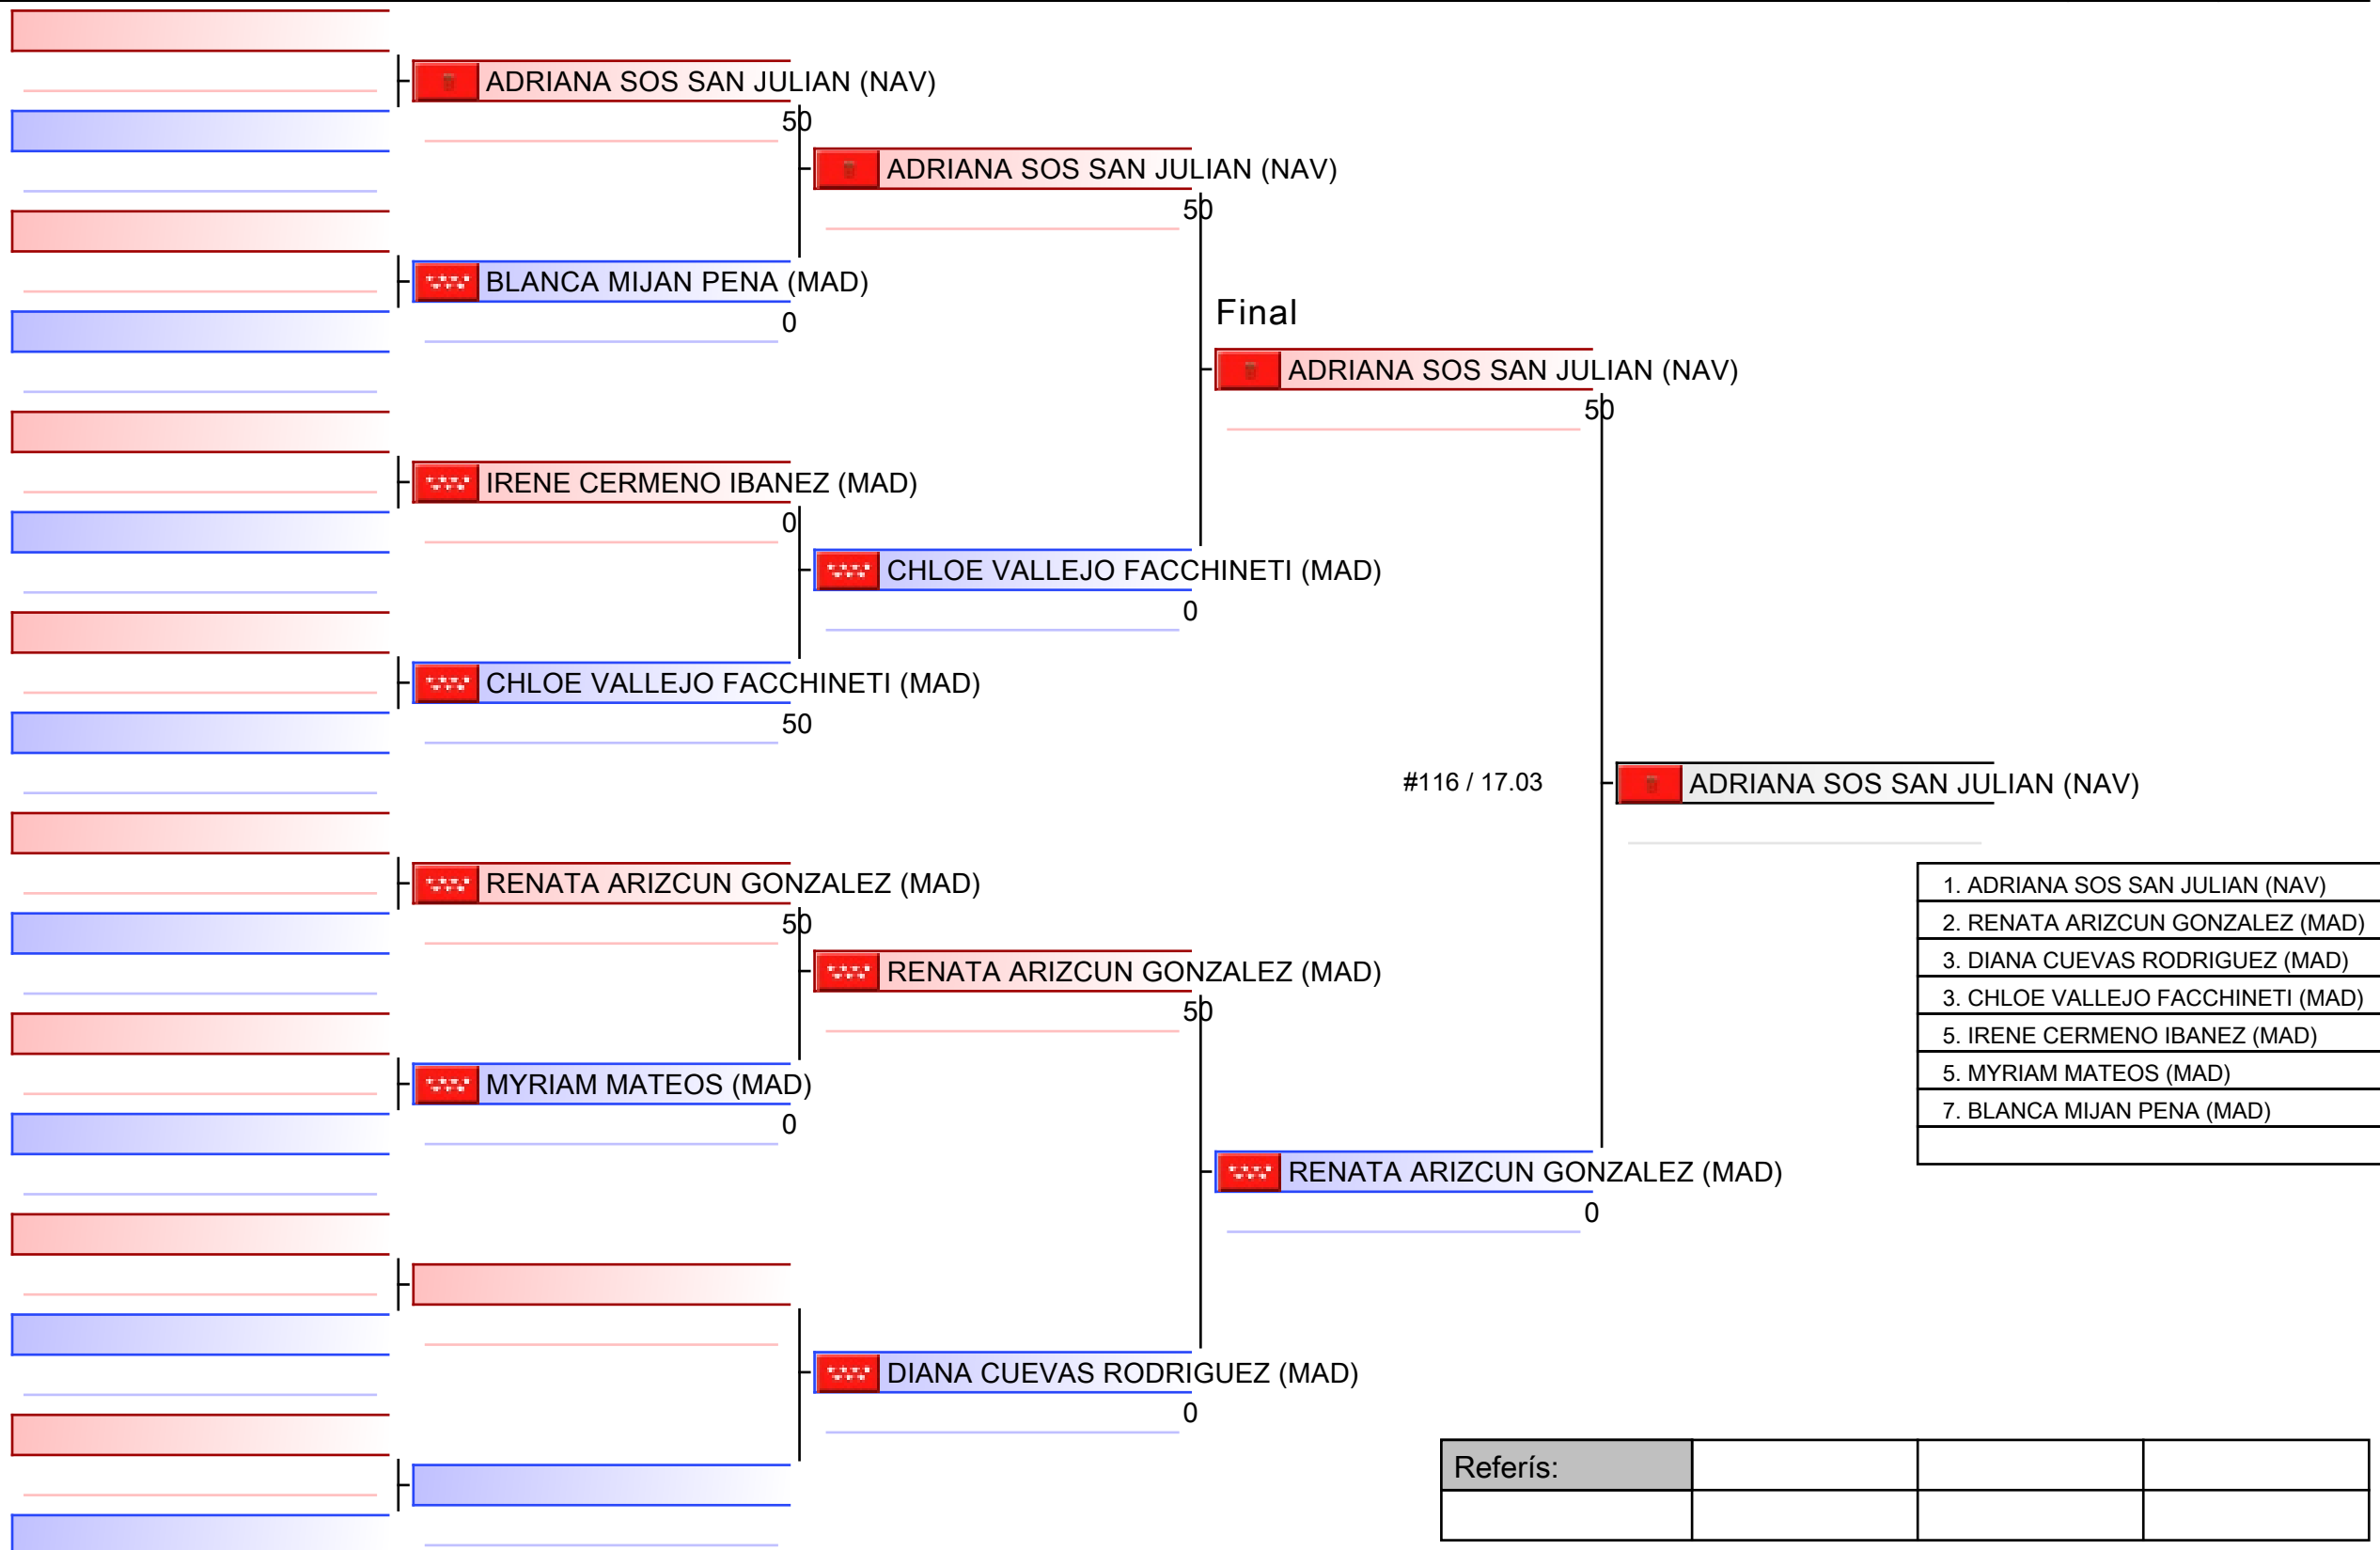 ADRIANA SOS SAN JULIAN (NAV)
50
BLANCA MIJAN PENA (MAD)
0
IRENE CERMENO IBANEZ (MAD)
0
CHLOE VALLEJO FACCHINETI (MAD)
50
RENATA ARIZCUN GONZALEZ (MAD)
50
MYRIAM MATEOS (MAD)
0
ADRIANA SOS SAN JULIAN (NAV)
50
CHLOE VALLEJO FACCHINETI (MAD)
0
RENATA ARIZCUN GONZALEZ (MAD)
50
DIANA CUEVAS RODRIGUEZ (MAD)
0
Final
ADRIANA SOS SAN JULIAN (NAV)
50
#116 / 17.03
RENATA ARIZCUN GONZALEZ (MAD)
0
ADRIANA SOS SAN JULIAN (NAV)
1. ADRIANA SOS SAN JULIAN (NAV)
2. RENATA ARIZCUN GONZALEZ (MAD)
3. DIANA CUEVAS RODRIGUEZ (MAD)
3. CHLOE VALLEJO FACCHINETI (MAD)
5. IRENE CERMENO IBANEZ (MAD)
5. MYRIAM MATEOS (MAD)
7. BLANCA MIJAN PENA (MAD)
Referís: